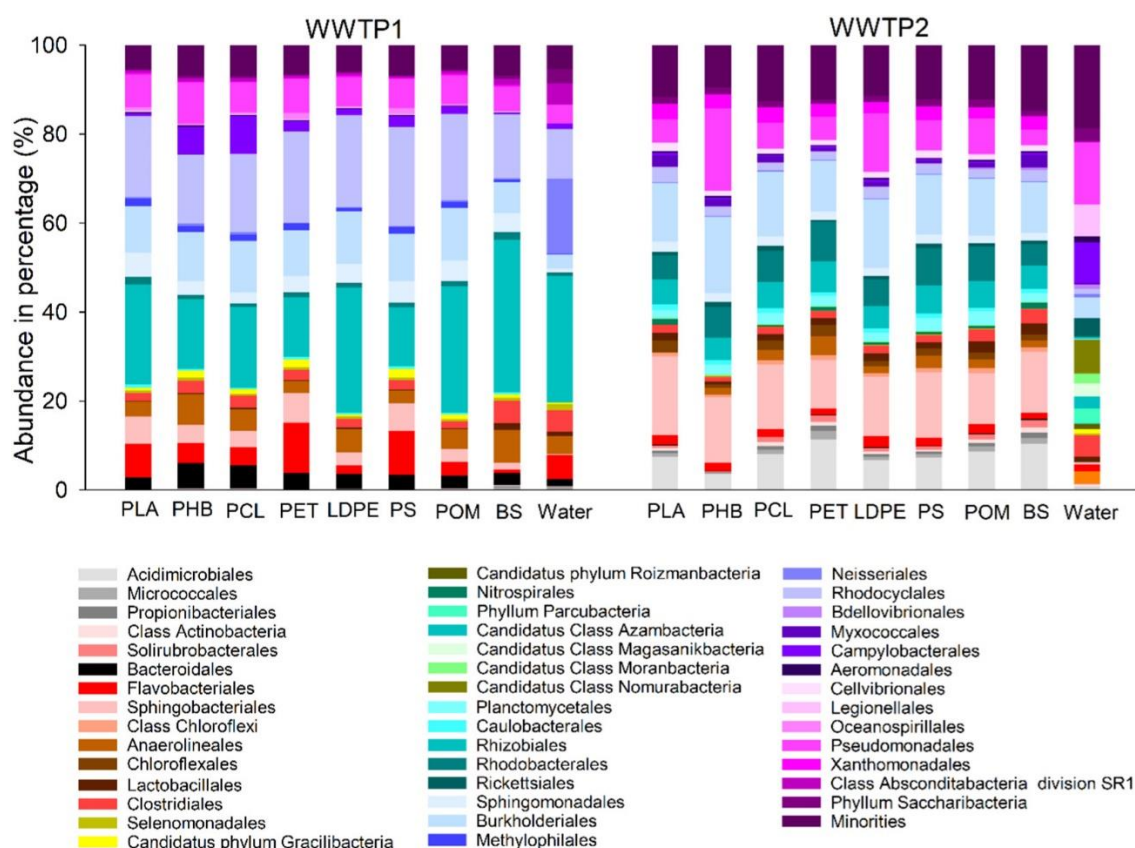 WWTP1
WWTP2
Abundance in percentage (%)
100
80
60
40
20
0
PLA PHB PCL PET LDPE PS POM BS Water
PLA PHB PCL PET LDPE PS POM BS Water
Acidimicrobiales
Micrococcales
Propionibacteriales
Class Actinobacteria
Solirubrobacterales
Bacteroidales
Flavobacteriales
Sphingobacteriales
Class Chloroflexi
Anaerolineales
Chloroflexales
Lactobacillales
Clostridiales
Selenomonadales
Candidatus phylum Gracilibacteria
Candidatus phylum Roizmanbacteria
Nitrospirales
Phyllum Parcubacteria
Candidatus Class Azambacteria
Candidatus Class Magasanikbacteria
Candidatus Class Moranbacteria
Candidatus Class Nomurabacteria
Planctomycetales
Caulobacterales
Rhizobiales
Rhodobacterales
Rickettsiales
Sphingomonadales
Burkholderiales
Methylophilales
Neisseriales
Rhodocyclales
Bdellovibrionales
Myxococcales
Campylobacterales
Aeromonadales
Cellvibrionales
Legionellales
Oceanospirillales
Pseudomonadales
Xanthomonadales
Class Absconditabacteria division SR1
Phyllum Saccharibacteria
Minorities